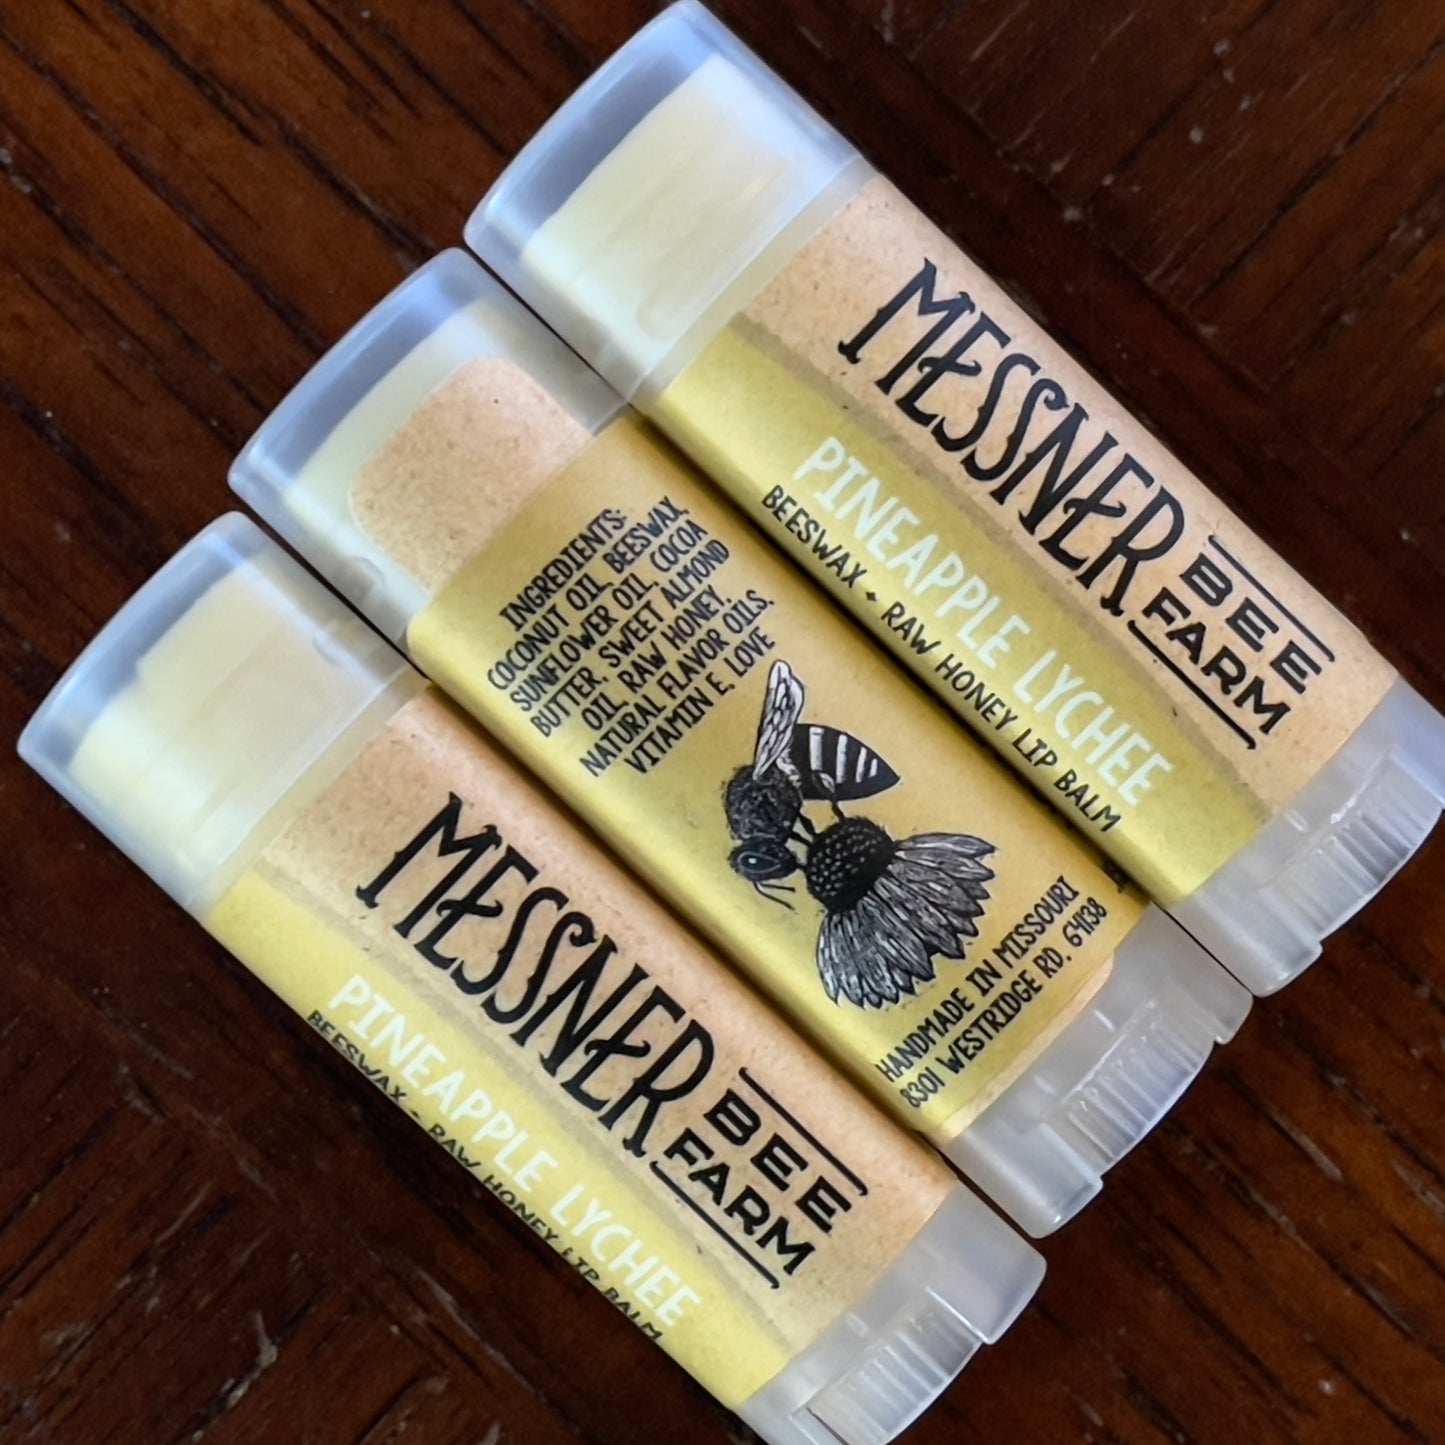 MESSNER
BEE
FARM
PINEAPPLE LYCHEE
BEESWAX + RAW HONEY LIP BALM
INGREDIENTS:
COCONUT OIL, BEESWAX,
SUNFLOWER OIL, COCOA
BUTTER, SWEET ALMOND
OIL, RAW HONEY,
NATURAL FLAVOR OILS,
VITAMIN E, LOVE
HANDMADE IN MISSOURI
8301 WESTRIDGE RD. 64138
MESSNER
BEE
FARM
PINEAPPLE LYCHEE
BEESWAX + RAW HONEY LIP BALM